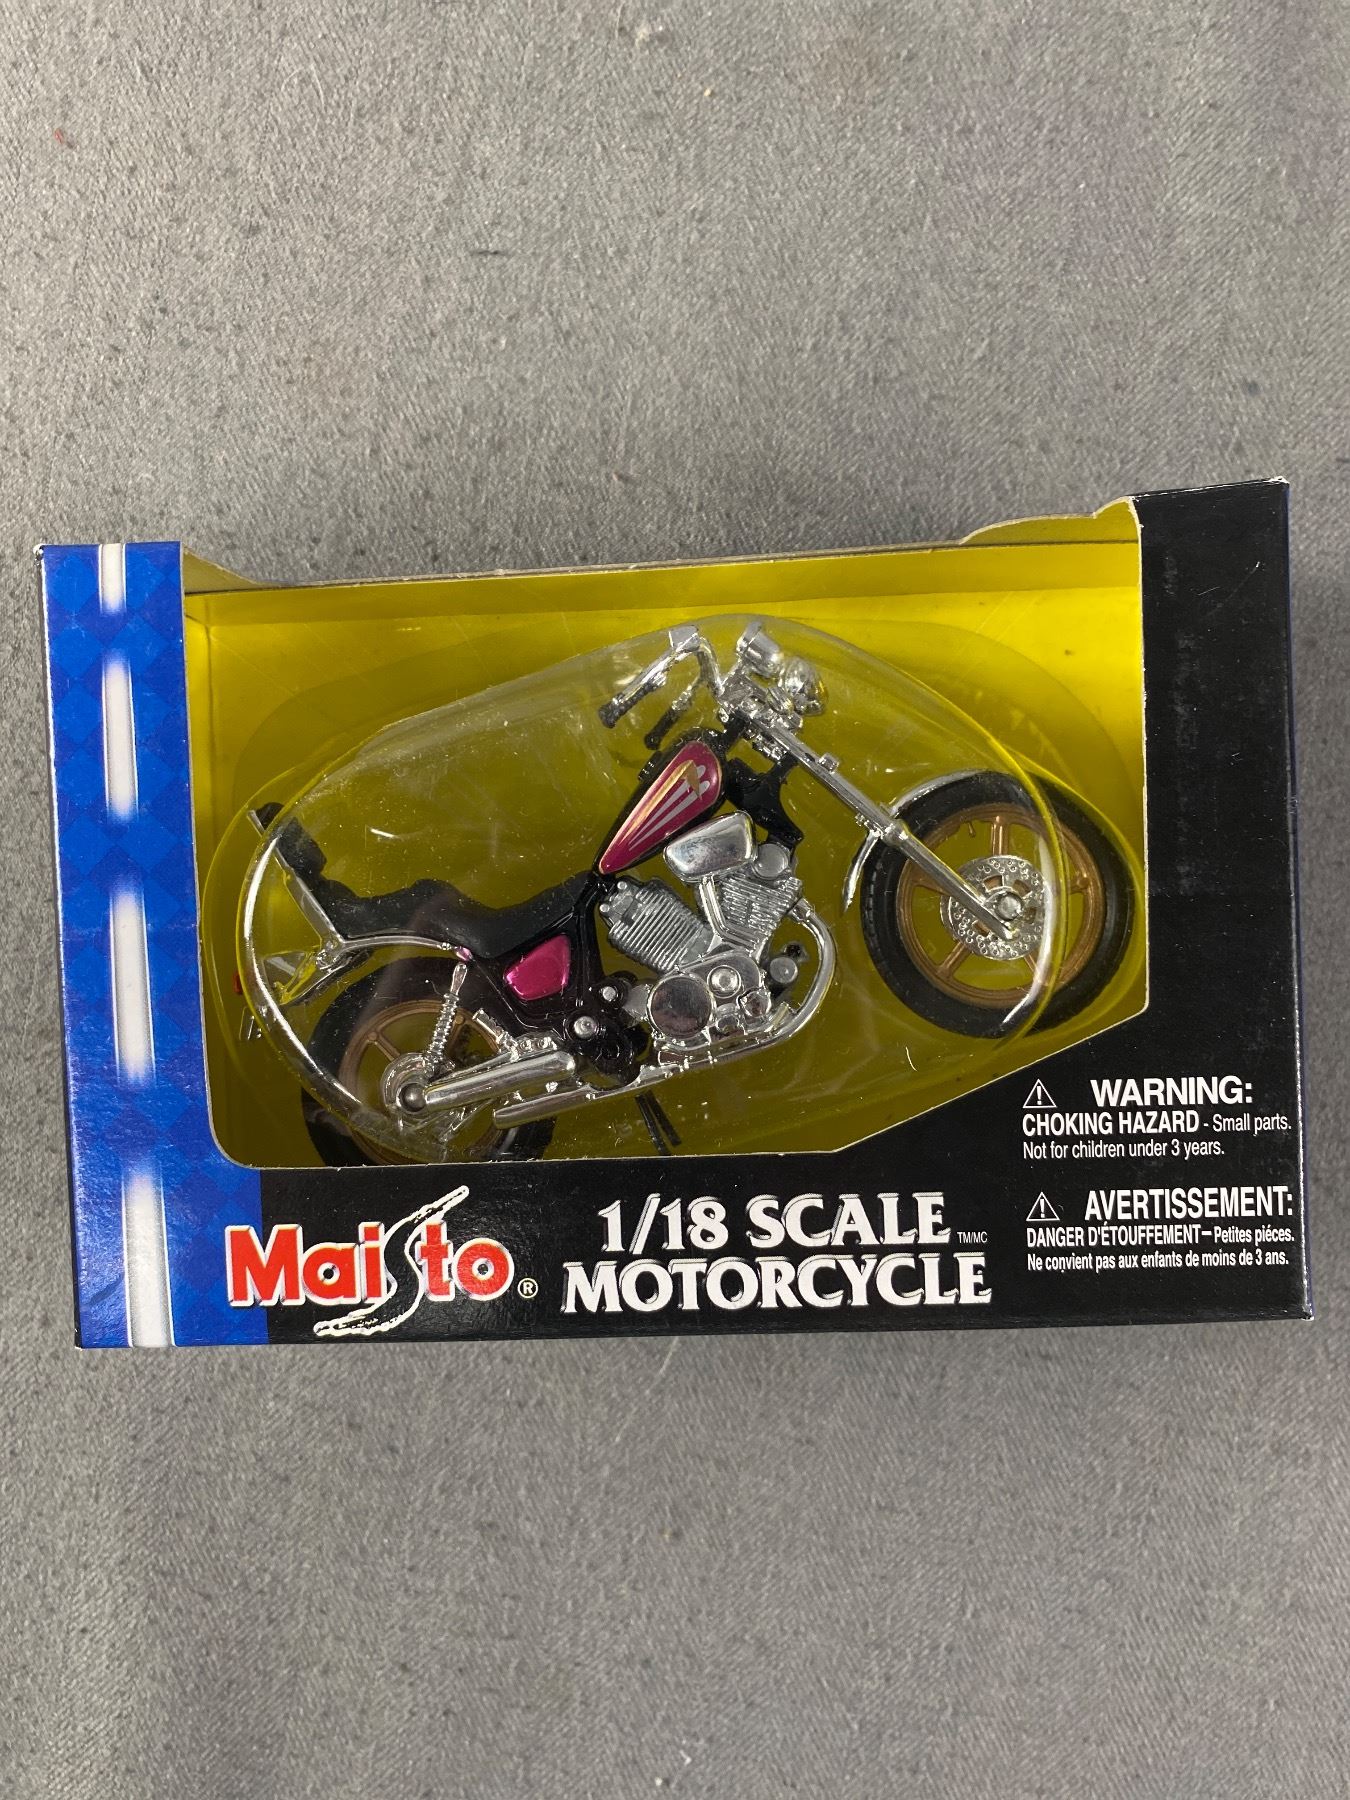 Maisto®
1/18 SCALE
MOTORCYCLE TM/MC
⚠ WARNING:
CHOKING HAZARD - Small parts.
Not for children under 3 years.
⚠ AVERTISSEMENT:
DANGER D'ÉTOUFFEMENT – Petites piéces.
Ne convient pas aux enfants de moins de 3 ans.